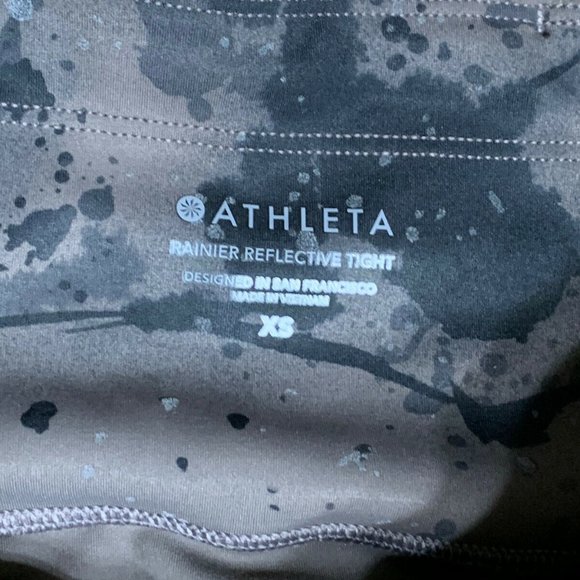 ATHLETA
RAINIER REFLECTIVE TIGHT
DESIGNED IN SAN FRANCISCO
MADE IN VIETNAM
XS